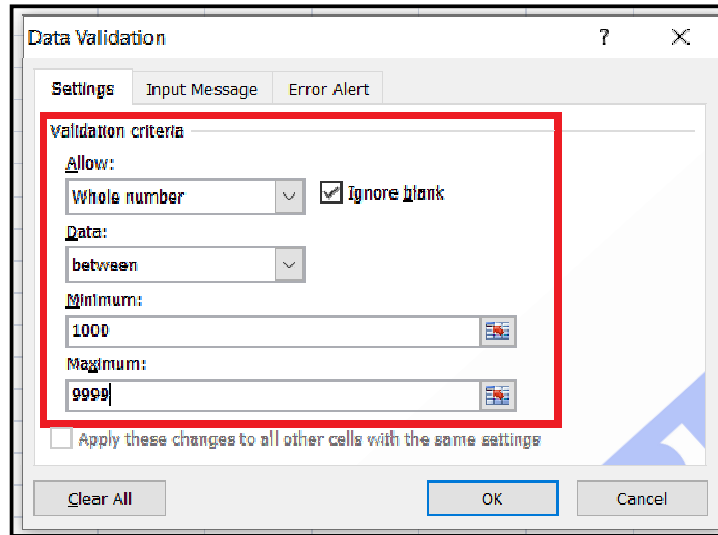 Data Validation ?
Settings Input Message Error Alert
Validation criteria
Allow:
Whole number Ignore blank
Data:
between
Minimum:
1000
Maximum:
9999
Apply these changes to all other cells with the same settings
Clear All OK Cancel